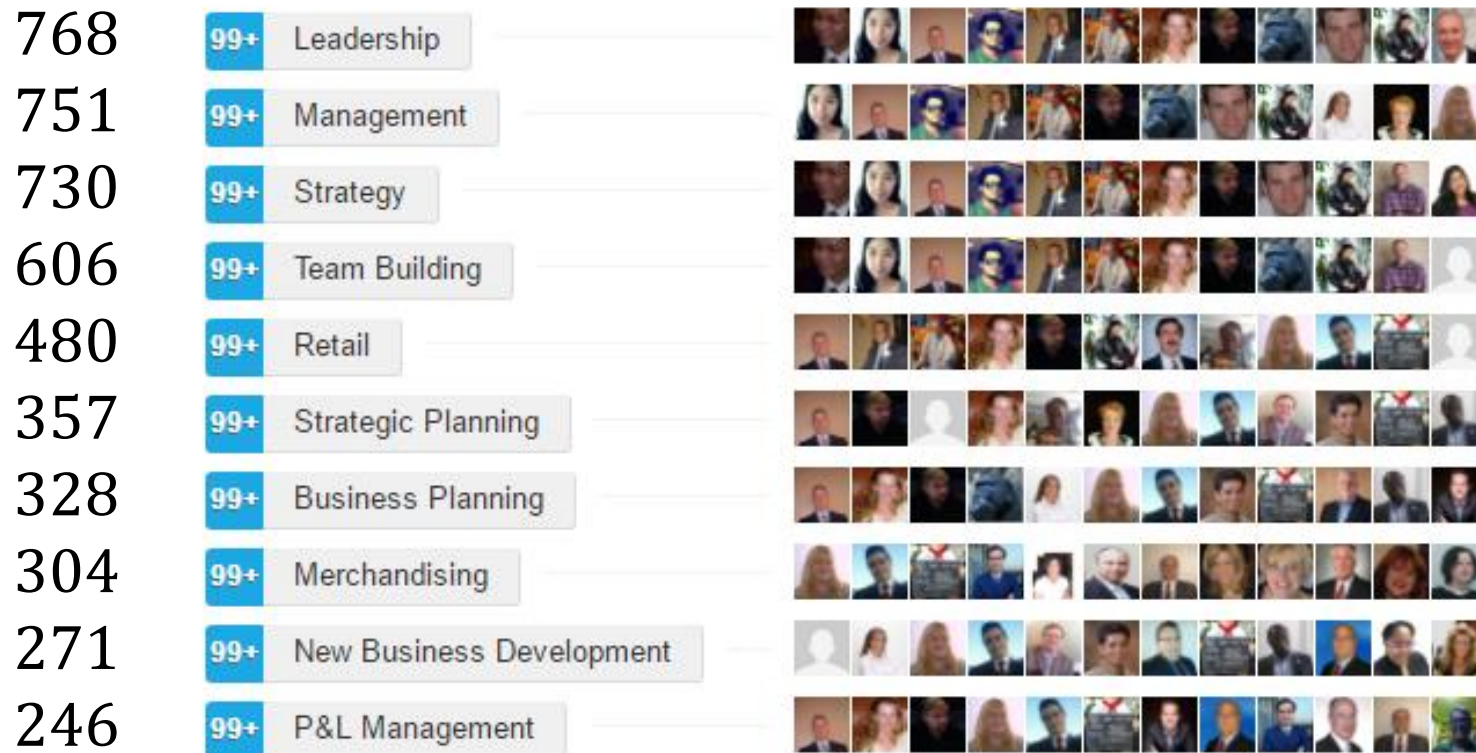 768 99+ Leadership
751 99+ Management
730 99+ Strategy
606 99+ Team Building
480 99+ Retail
357 99+ Strategic Planning
328 99+ Business Planning
304 99+ Merchandising
271 99+ New Business Development
246 99+ P&L Management